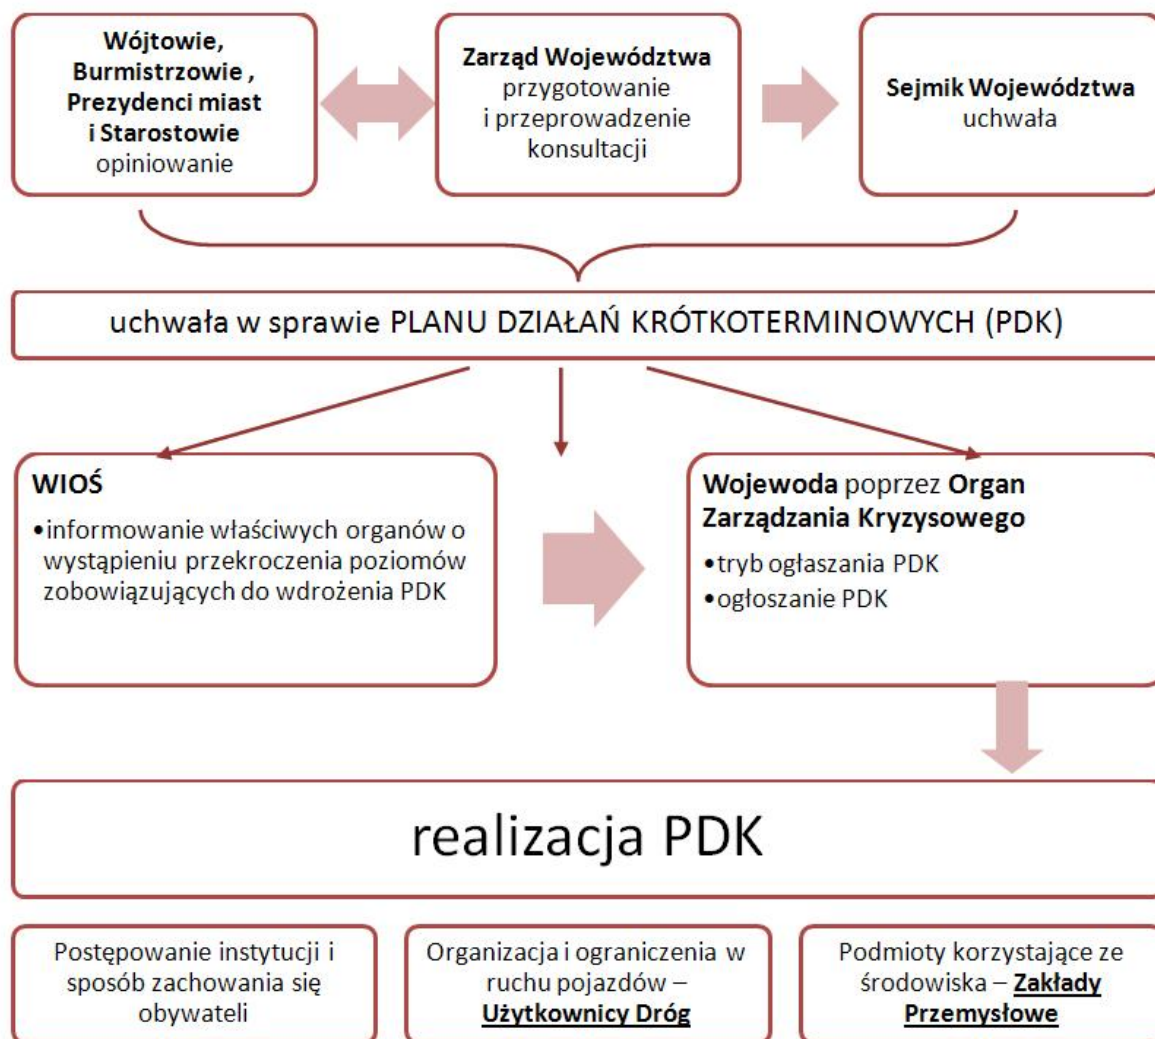 Wójtowie,
Burmistrzowie ,
Prezydenci miast
i Starostowie
opiniowanie
Zarząd Województwa
przygotowanie
i przeprowadzenie
konsultacji
Sejmik Województwa
uchwała
uchwała w sprawie PLANU DZIAŁAŃ KRÓTKOTERMINOWYCH (PDK)
WIOŚ
•informowanie właściwych organów o
wystąpieniu przekroczenia poziomów
zobowiązujących do wdrożenia PDK
Wojewoda poprzez Organ
Zarządzania Kryzysowego
•tryb ogłaszania PDK
•ogłoszanie PDK
realizacja PDK
Postępowanie instytucji i
sposób zachowania się
obywateli
Organizacja i ograniczenia w
ruchu pojazdów –
Użytkownicy Dróg
Podmioty korzystające ze
środowiska – Zakłady
Przemysłowe